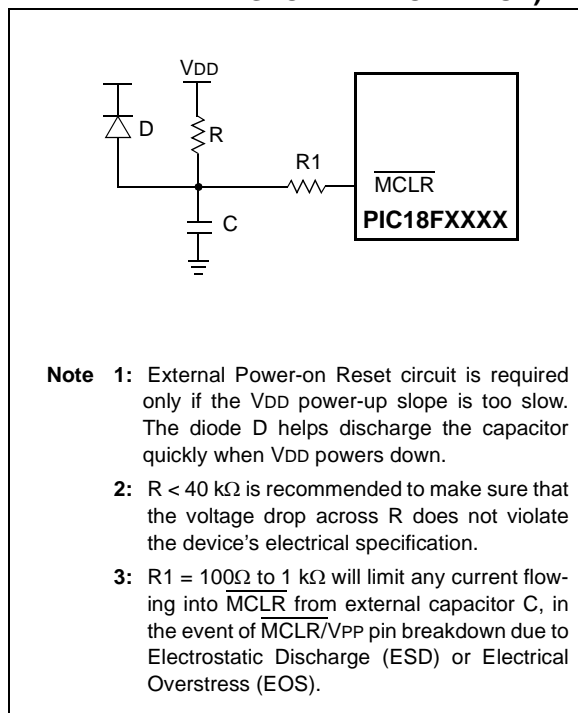 VDD
D
R
R1
MCLR
C
PIC18FXXXX
Note 1: External Power-on Reset circuit is required
only if the VDD power-up slope is too slow.
The diode D helps discharge the capacitor
quickly when VDD powers down.
2: R < 40 kΩ is recommended to make sure that
the voltage drop across R does not violate
the device's electrical specification.
3: R1 = 100Ω to 1 kΩ will limit any current flow-
ing into MCLR from external capacitor C, in
the event of MCLR/VPP pin breakdown due to
Electrostatic Discharge (ESD) or Electrical
Overstress (EOS).